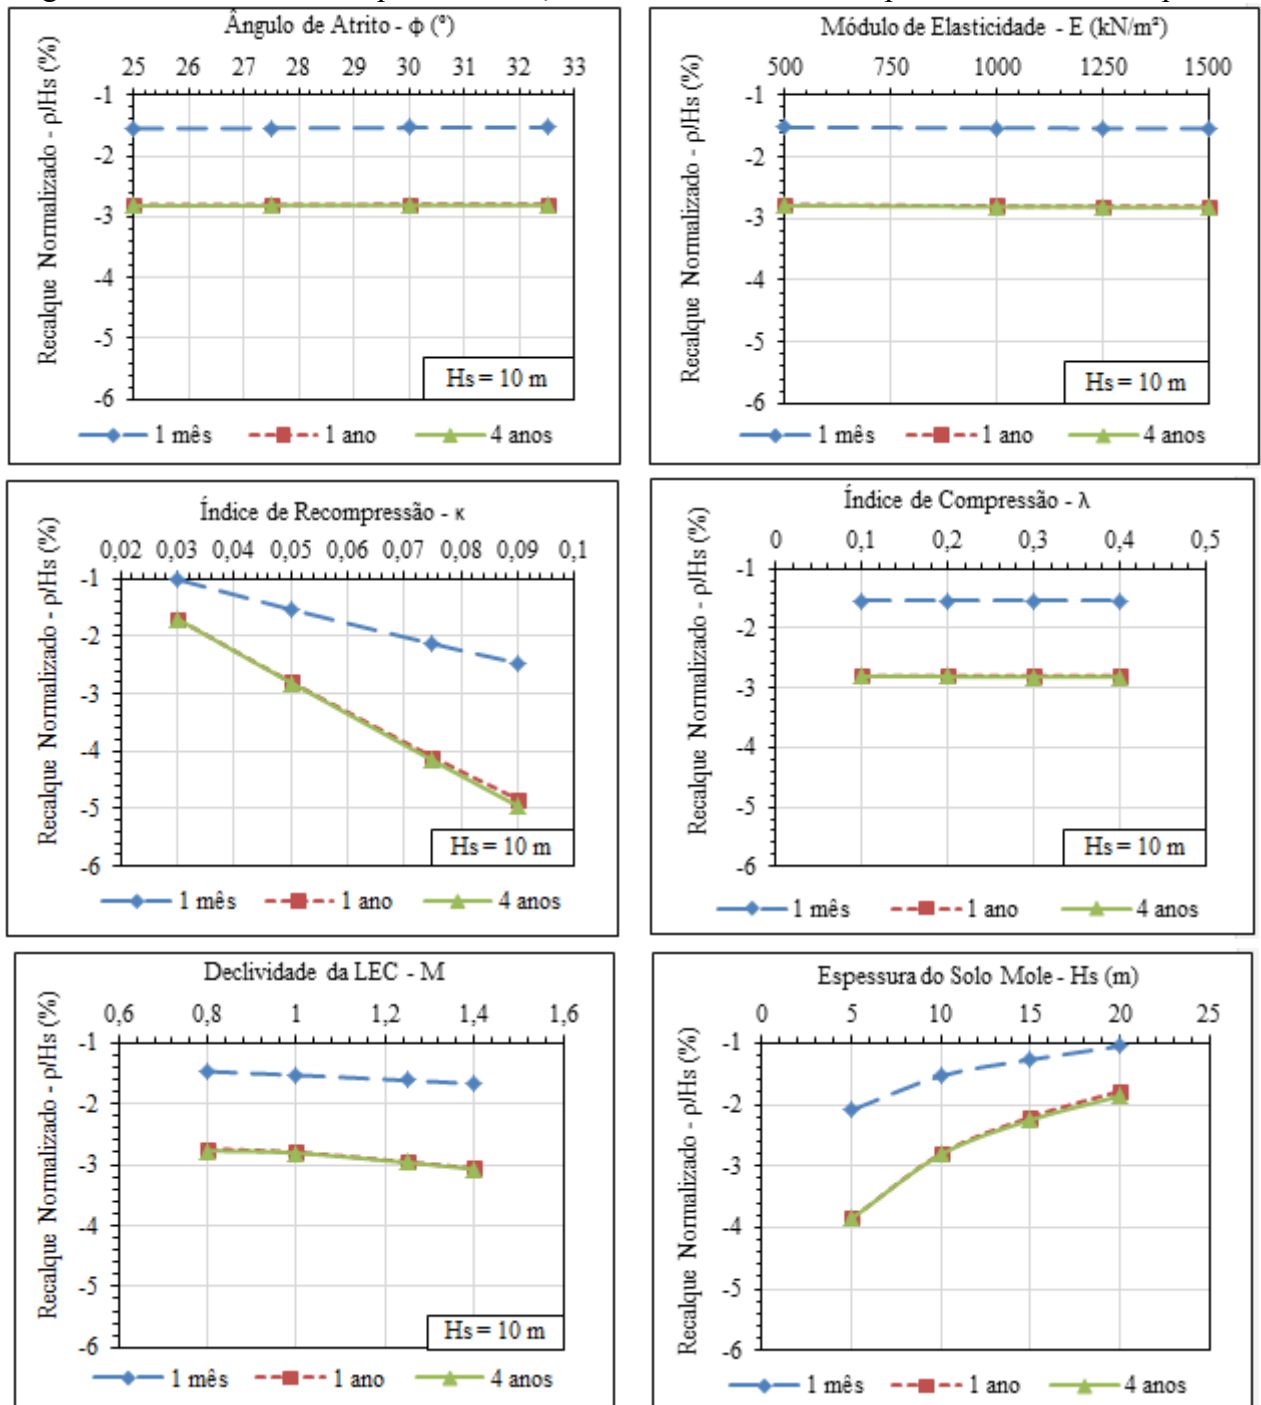 Ângulo de Atrito - ϕ (º)
25 26 27 28 29 30 31 32 33
Recalque Normalizado - ρ/Hs (%)
-1
-2
-3
-4
-5
-6
Hs = 10 m
1 mês 1 ano 4 anos
Módulo de Elasticidade - E (kN/m²)
500 750 1000 1250 1500
Recalque Normalizado - ρ/Hs (%)
-1
-2
-3
-4
-5
-6
Hs = 10 m
1 mês 1 ano 4 anos
Índice de Recompressão - κ
0,02 0,03 0,04 0,05 0,06 0,07 0,08 0,09 0,1
Recalque Normalizado - ρ/Hs (%)
-1
-2
-3
-4
-5
-6
Hs = 10 m
1 mês 1 ano 4 anos
Índice de Compressão - λ
0 0,1 0,2 0,3 0,4 0,5
Recalque Normalizado - ρ/Hs (%)
-1
-2
-3
-4
-5
-6
Hs = 10 m
1 mês 1 ano 4 anos
Declividade da LEC - M
0,6 0,8 1 1,2 1,4 1,6
Recalque Normalizado - ρ/Hs (%)
-1
-2
-3
-4
-5
-6
Hs = 10 m
1 mês 1 ano 4 anos
Espessura do Solo Mole - Hs (m)
0 5 10 15 20 25
Recalque Normalizado - ρ/Hs (%)
-1
-2
-3
-4
-5
-6
1 mês 1 ano 4 anos